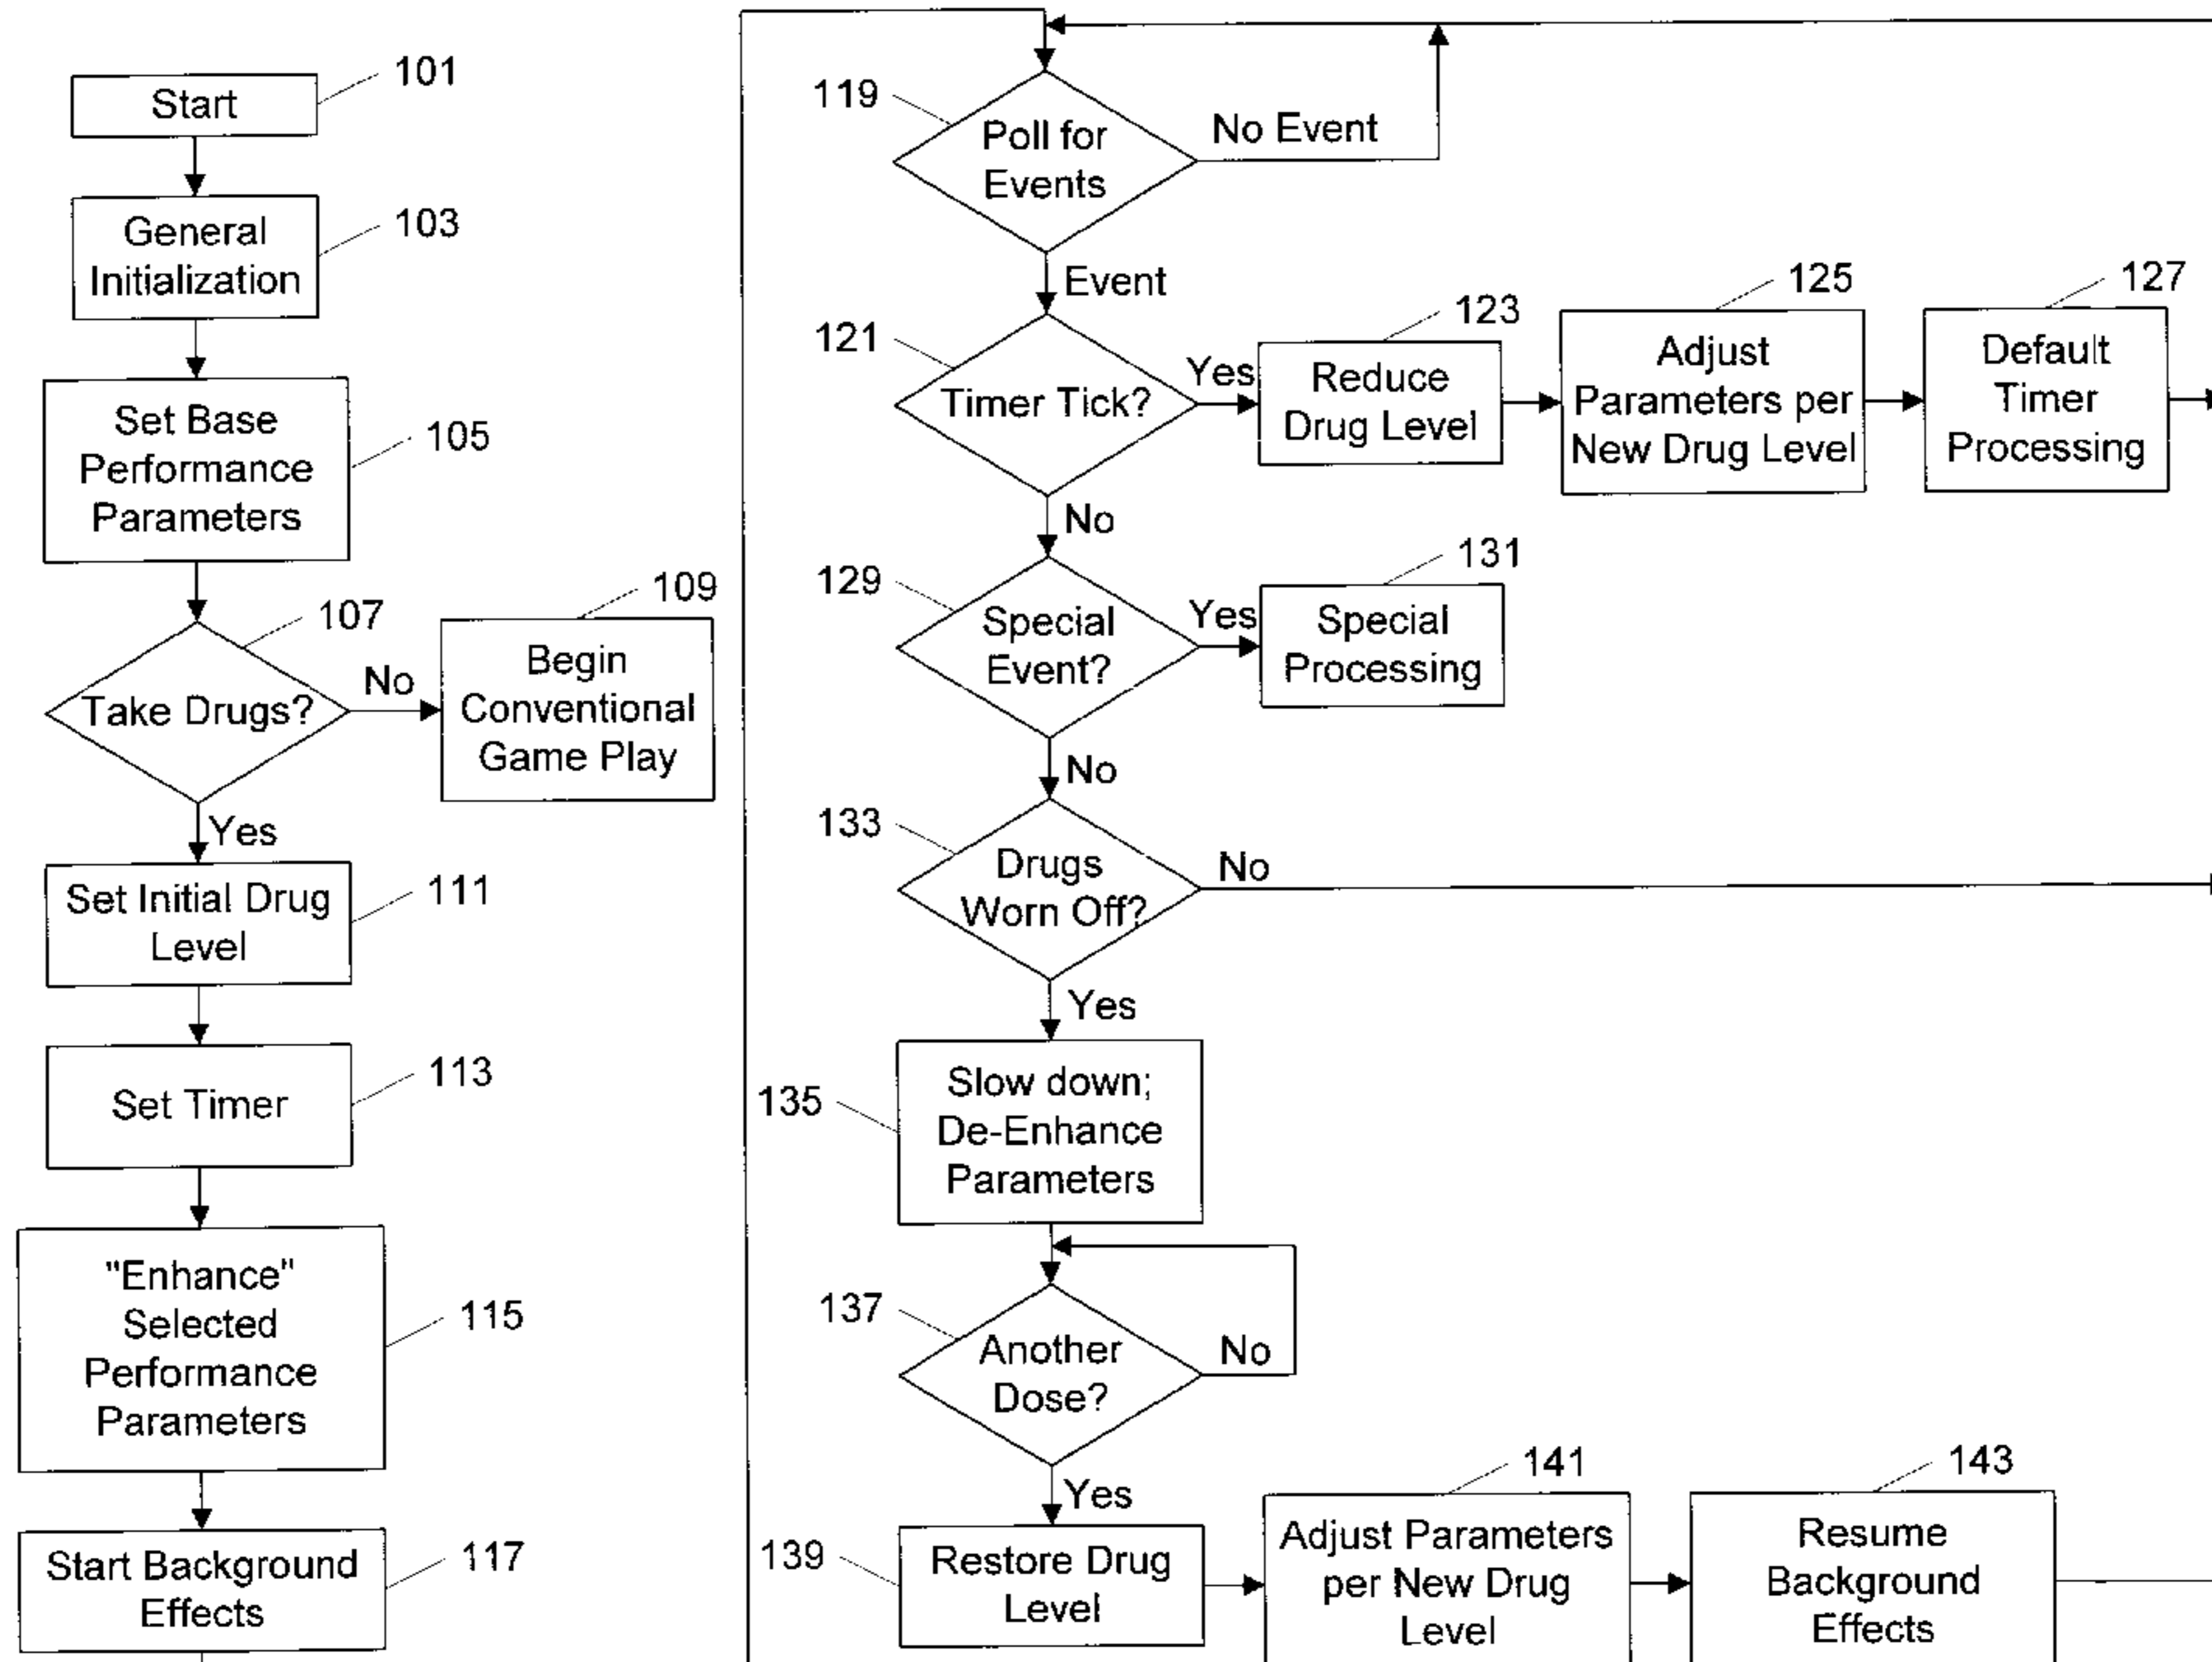 101
Start
103
General
Initialization
105
Set Base
Performance
Parameters
107
Take Drugs?
No
109
Begin
Conventional
Game Play
Yes
111
Set Initial Drug
Level
113
Set Timer
115
"Enhance"
Selected
Performance
Parameters
117
Start Background
Effects
119
Poll for
Events
No Event
Event
121
Timer Tick?
Yes
123
Reduce
Drug Level
125
Adjust
Parameters per
New Drug Level
127
Default
Timer
Processing
No
129
Special
Event?
Yes
131
Special
Processing
No
133
Drugs
Worn Off?
No
Yes
135
Slow down;
De-Enhance
Parameters
137
Another
Dose?
No
Yes
139
Restore Drug
Level
141
Adjust Parameters
per New Drug
Level
143
Resume
Background
Effects